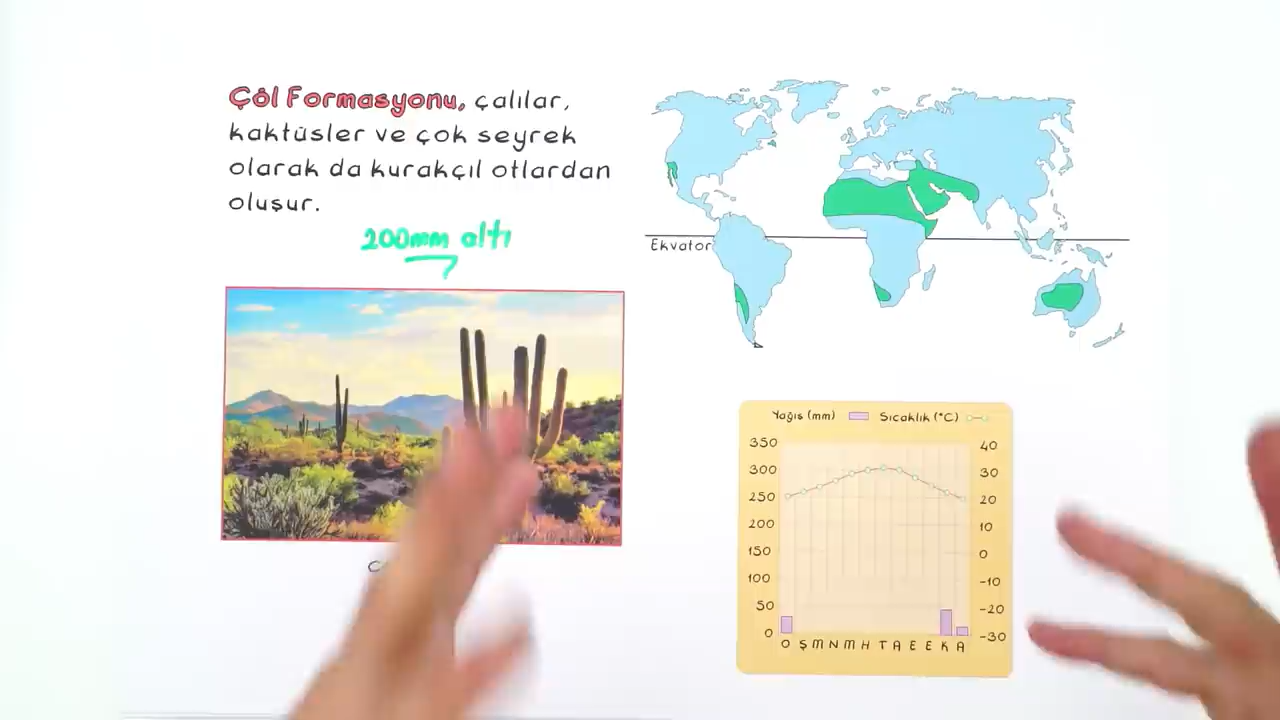 Çöl Formasyonu, çalılar,
kaktüsler ve çok seyrek
olarak da kurakçıl otlardan
oluşur.
200mm altı
Ekvator
Yağış (mm) Sıcaklık (°C)
350 40
300 30
250 20
200 10
150 0
100 -10
50 -20
0 -30
O Ş M N M H T A E E K A